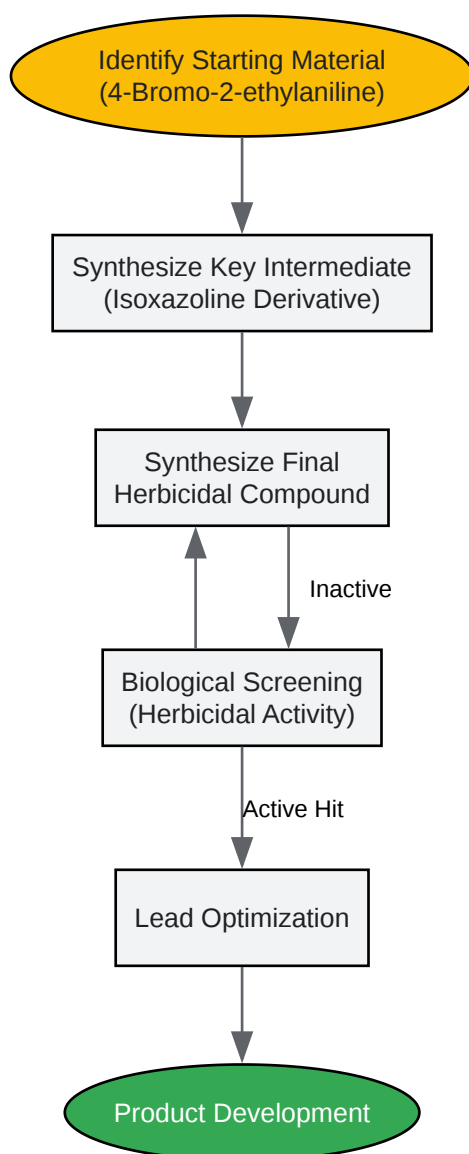 Identify Starting Material
(4-Bromo-2-ethylaniline)
Synthesize Key Intermediate
(Isoxazoline Derivative)
Synthesize Final
Herbicidal Compound
Inactive
Biological Screening
(Herbicidal Activity)
Active Hit
Lead Optimization
Product Development